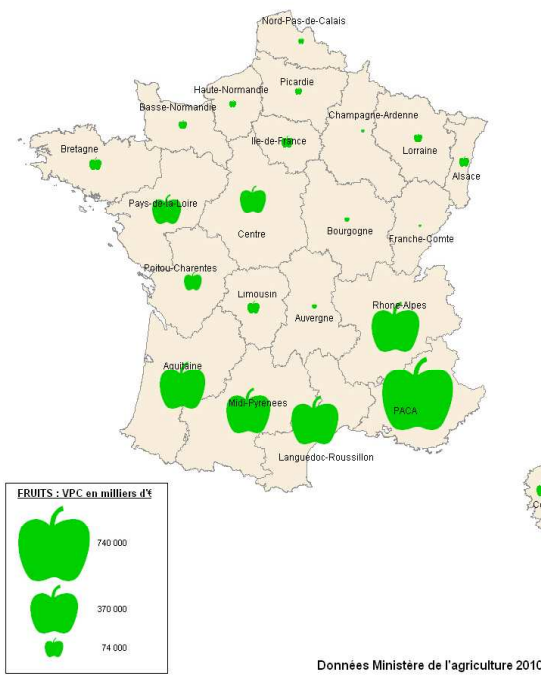 Nord-Pas-de-Calais
Picardie
Haute-Normandie
Basse-Normandie
Champagne-Ardenne
Ile-de-France
Lorraine
Bretagne
Alsace
Pays-de-la-Loire
Centre
Bourgogne
Franche-Comte
Poitou-Charentes
Limousin
Rhone-Alpes
Auvergne
Aquitaine
Midi-Pyrenees
PACA
Languedoc-Roussillon
FRUITS : VPC en milliers d'€
740 000
370 000
74 000
Données Ministère de l'agriculture 2010